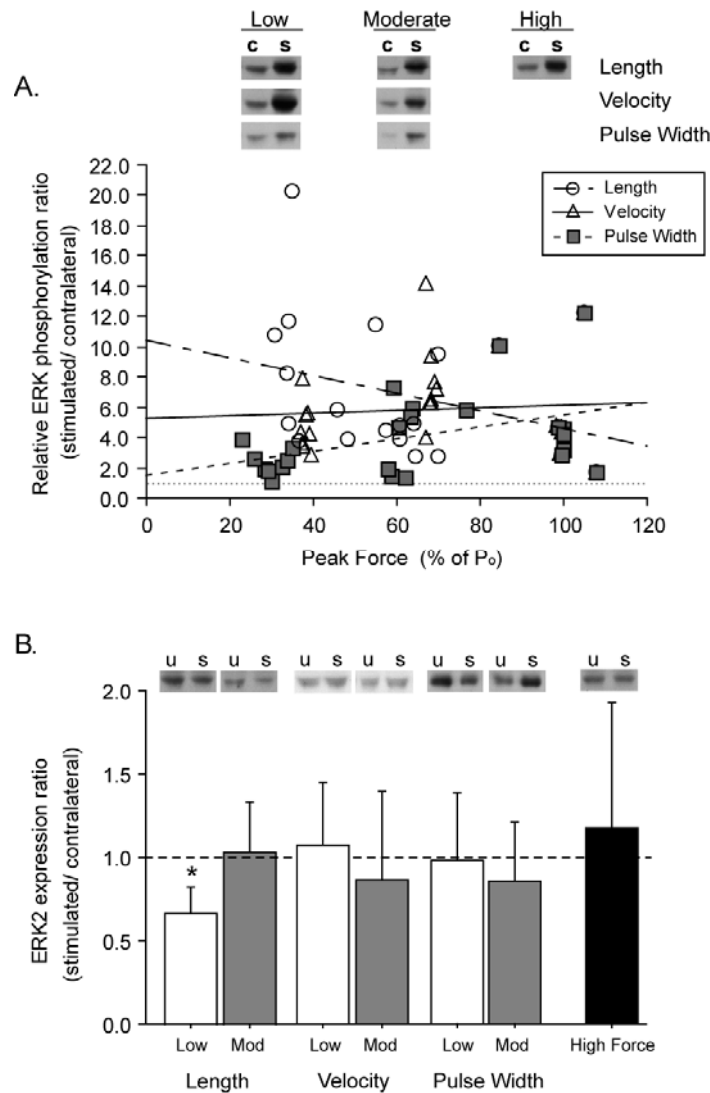 Low Moderate High
c s c s c s
Length
A.
Velocity
Pulse Width
22.0
20.0
18.0
16.0
14.0
12.0
10.0
8.0
6.0
4.0
2.0
0.0
Relative ERK phosphorylation ratio
(stimulated/ contralateral)
Length
Velocity
Pulse Width
0 20 40 60 80 100 120
Peak Force (% of Po)
B.
u s u s u s u s u s u s u s
2.0
1.5
1.0
0.5
0.0
ERK2 expression ratio
(stimulated/ contralateral)
*
Low Mod Low Mod Low Mod High Force
Length Velocity Pulse Width